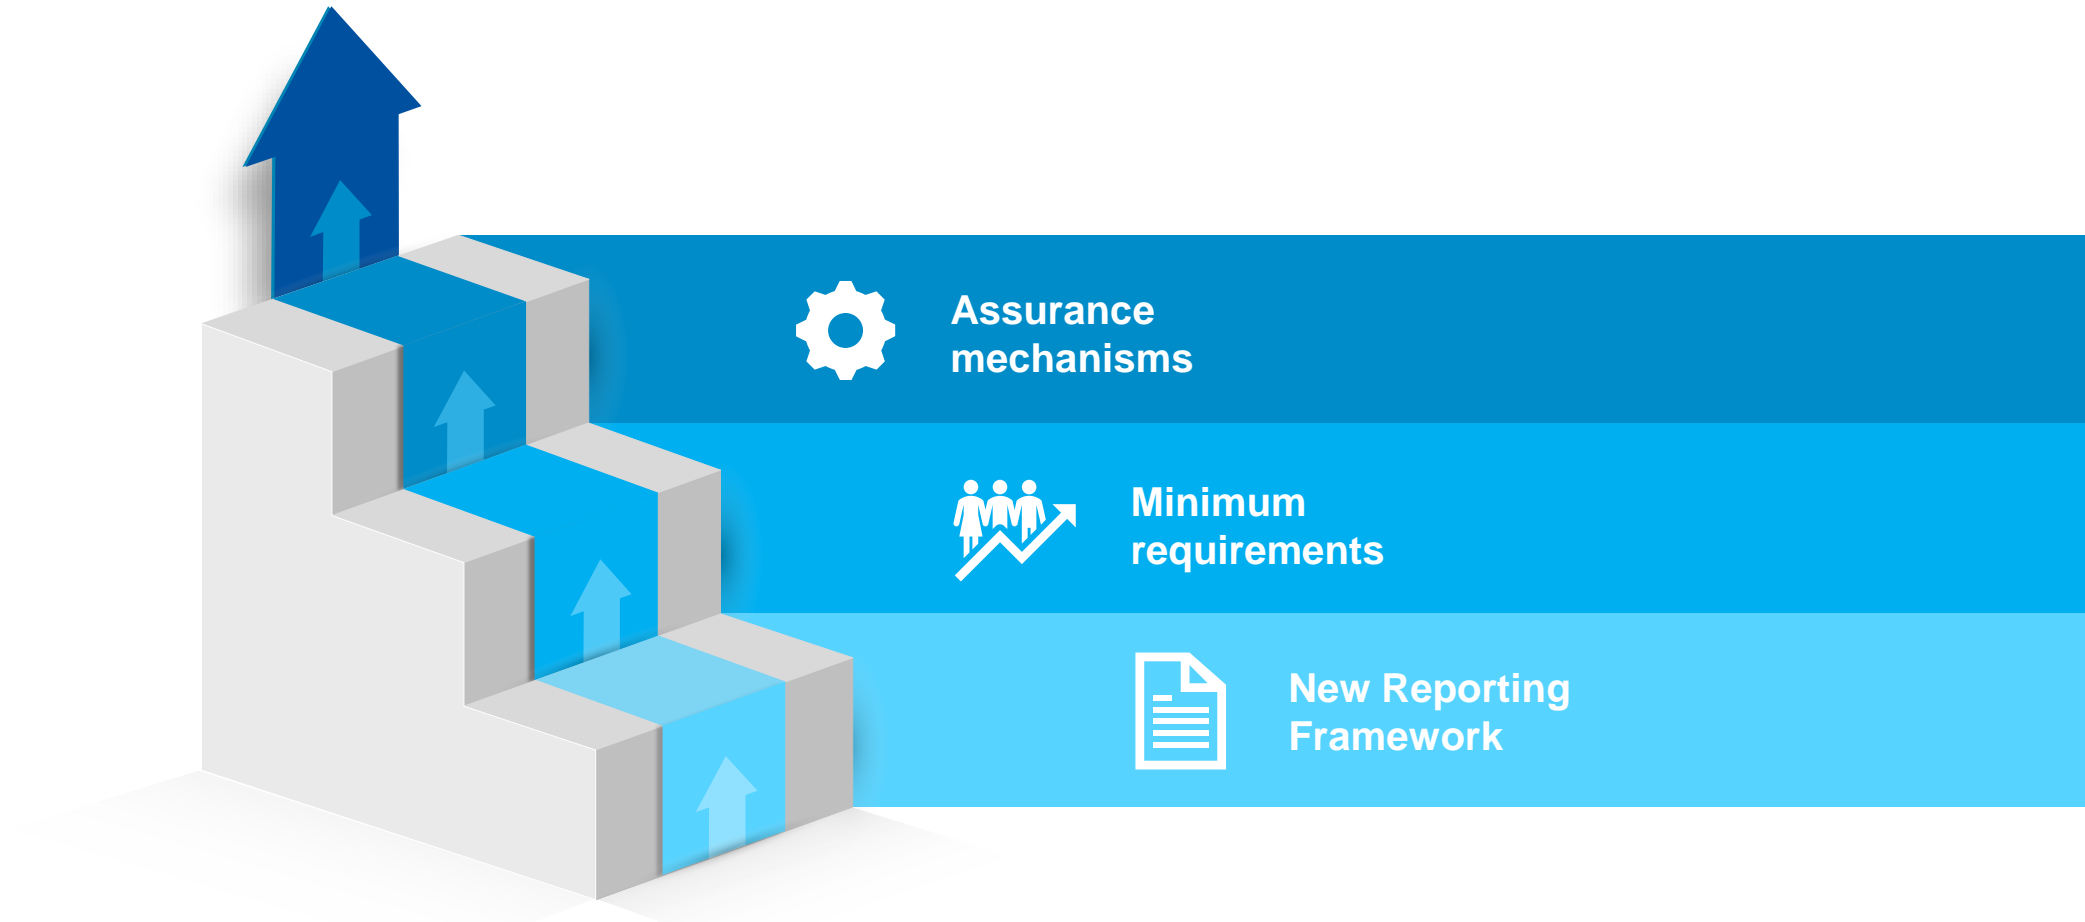 Assurance
mechanisms
Minimum
requirements
New Reporting
Framework